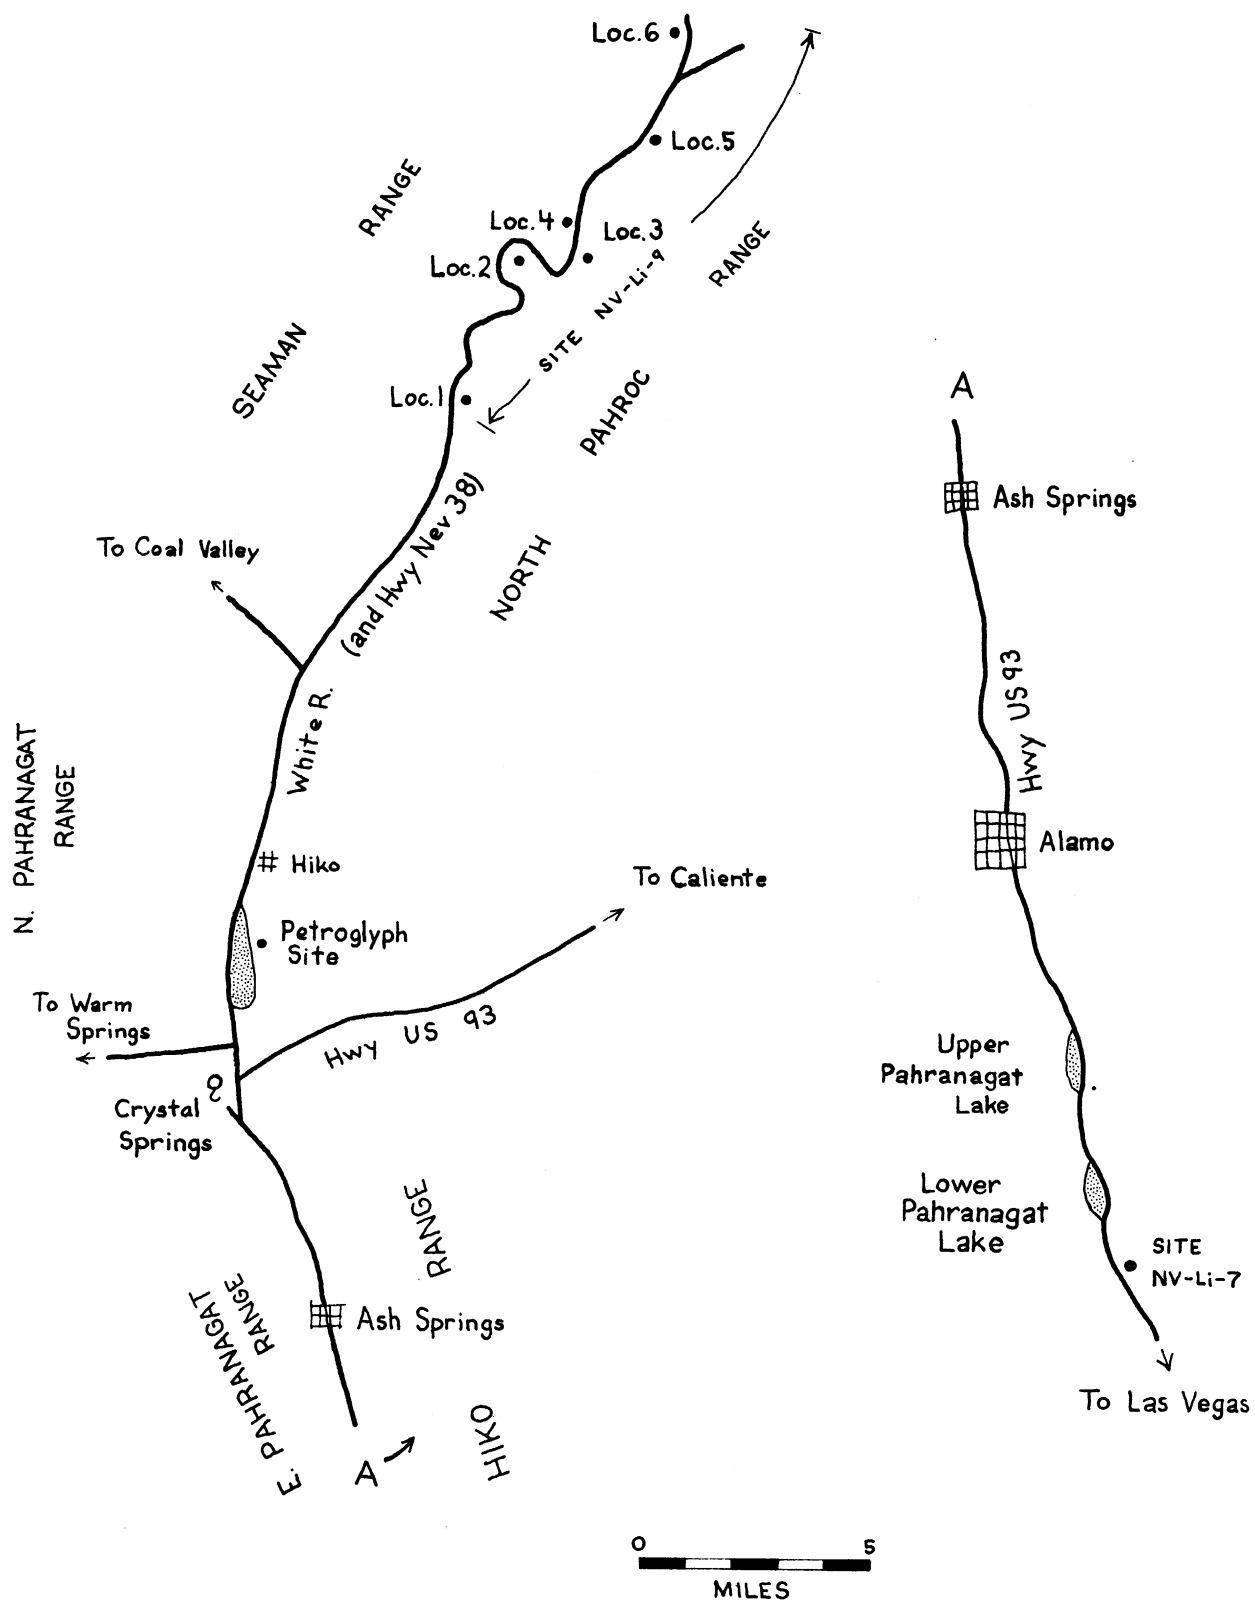 Loc.6
Loc.5
RANGE
Loc.4
Loc.3
RANGE
Loc.2
SITE NV-Li-9
SEAMAN
Loc.1
PAHROC
A
Ash Springs
(and Hwy Nev 38)
To Coal Valley
NORTH
Hwy US 93
White R.
N. PAHRANAGAT
RANGE
Hiko
Alamo
To Caliente
Petroglyph
Site
To Warm
Springs
Hwy US 93
Upper
Pahranagat
Lake
Crystal
Springs
Lower
Pahranagat
Lake
RANGE
SITE
NV-Li-7
E. PAHRANAGAT
RANGE
Ash Springs
To Las Vegas
HIKO
A
0 5
MILES